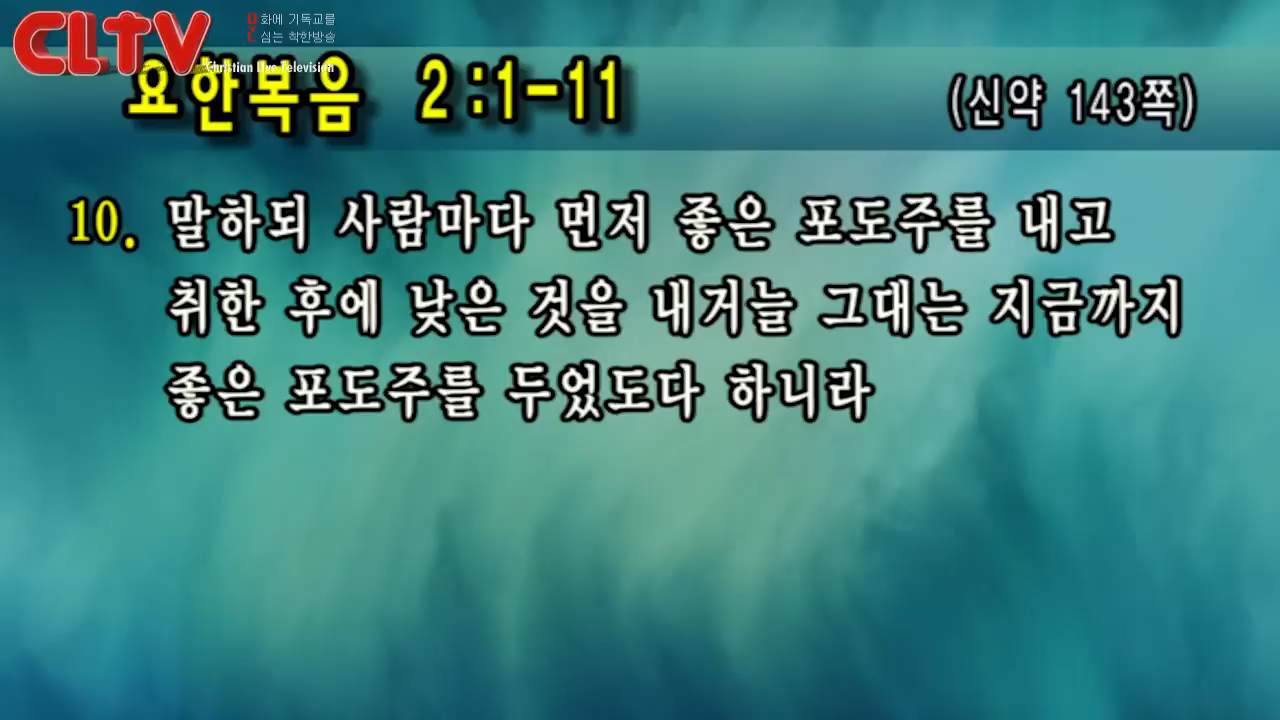 CLTV
문화에 기독교를
심는 착한방송
Christian Live Television
요한복음 2:1-11
(신약 143쪽)
10. 말하되 사람마다 먼저 좋은 포도주를 내고
취한 후에 낮은 것을 내거늘 그대는 지금까지
좋은 포도주를 두었도다 하니라